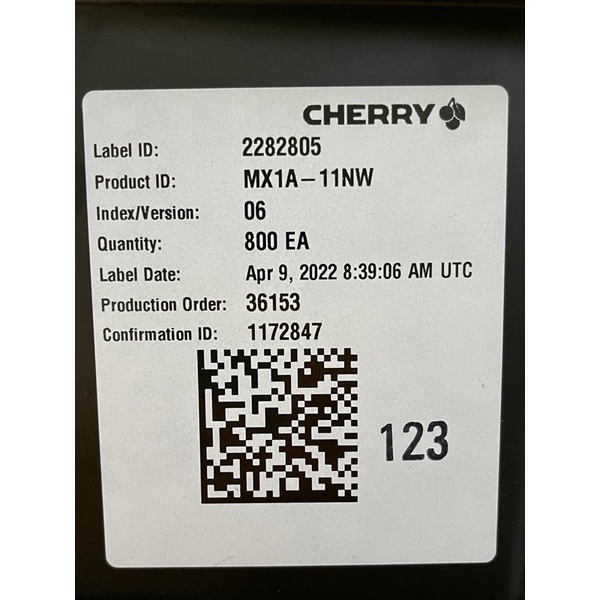 CHERRY
Label ID: 2282805
Product ID: MX1A-11NW
Index/Version: 06
Quantity: 800 EA
Label Date: Apr 9, 2022 8:39:06 AM UTC
Production Order: 36153
Confirmation ID: 1172847
123